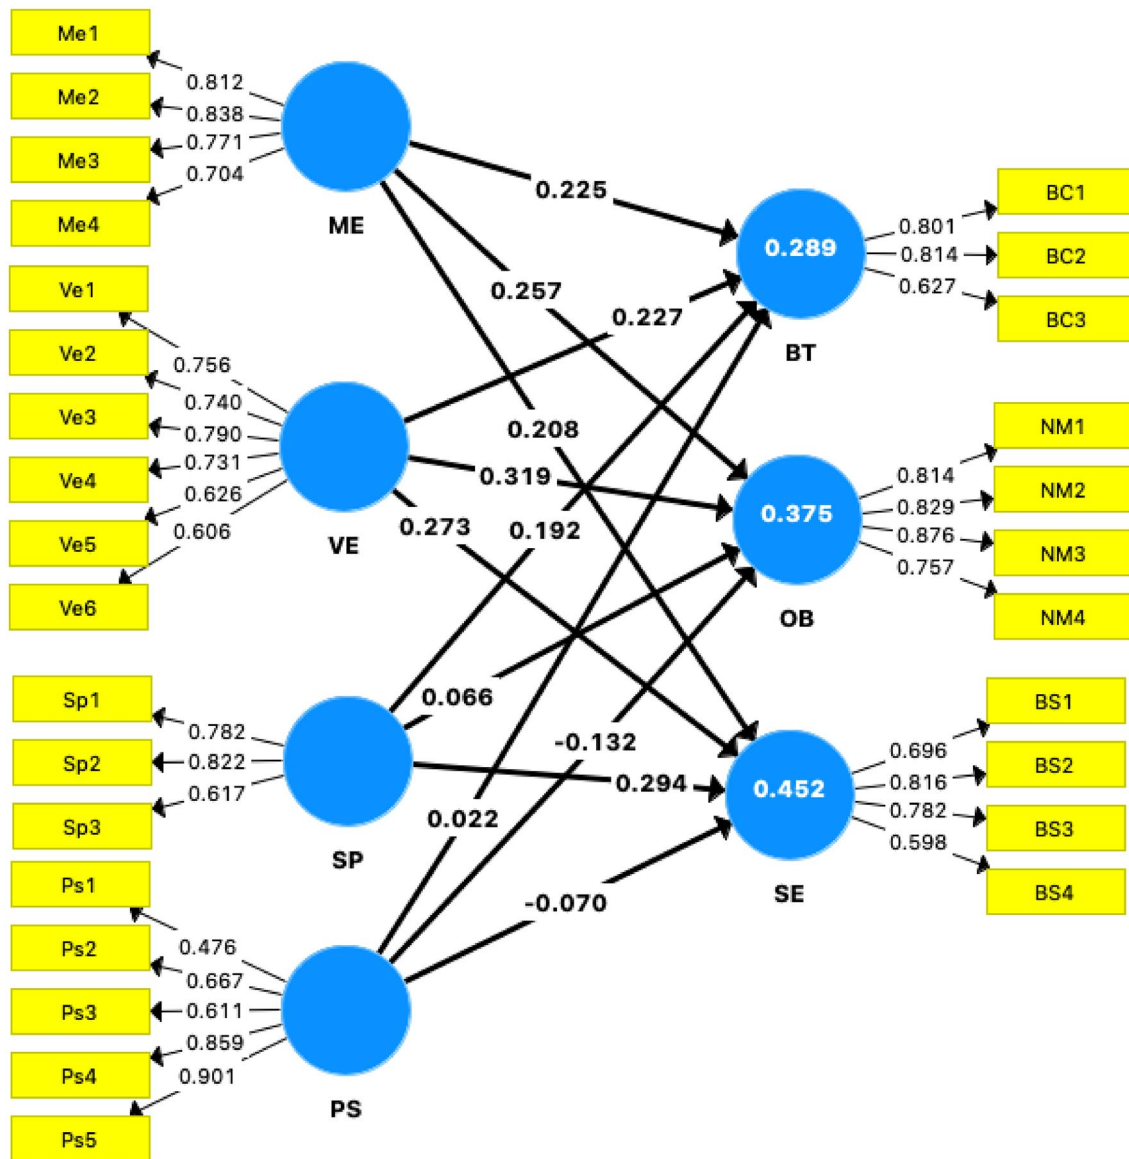 Me1
0.812
Me2
0.838
0.771
Me3
0.704
Me4
ME
Ve1
0.756
Ve2
0.740
Ve3
0.790
0.731
Ve4
0.626
0.606
Ve5
Ve6
VE
Sp1
0.782
Sp2
0.822
0.617
Sp3
SP
Ps1
0.476
Ps2
0.667
Ps3
0.611
0.859
Ps4
0.901
Ps5
PS
0.225
0.257
0.227
0.208
0.319
0.273
0.192
0.066
-0.132
0.294
0.022
-0.070
0.289
BT
0.801
BC1
0.814
BC2
0.627
BC3
0.375
OB
0.814
NM1
0.829
NM2
0.876
NM3
0.757
NM4
0.452
SE
0.696
BS1
0.816
BS2
0.782
BS3
0.598
BS4